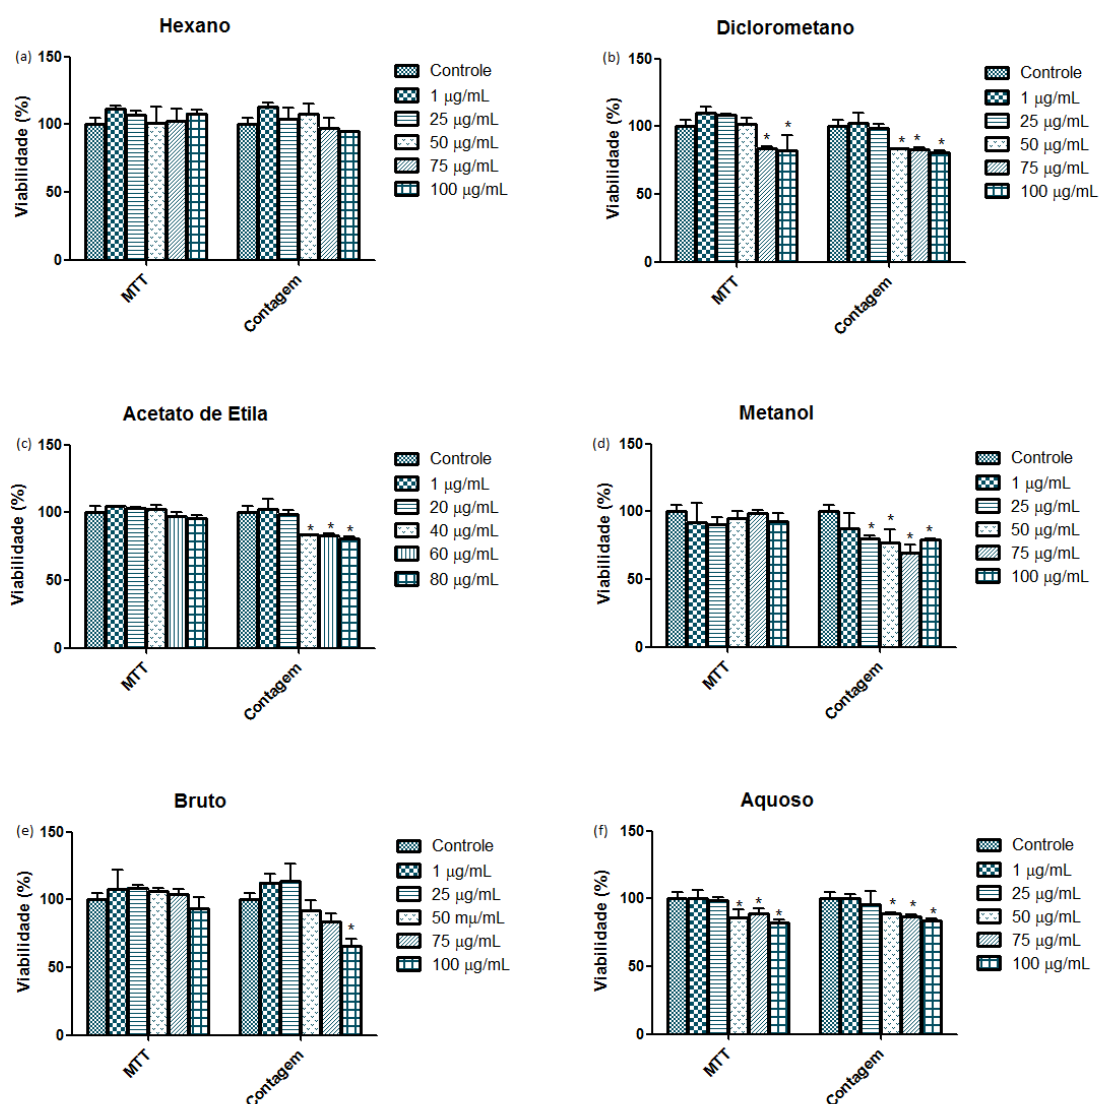 Hexano
(a)
150
100
50
0
Viabilidade (%)
MTT
Contagem
Controle
1 µg/mL
25 µg/mL
50 µg/mL
75 µg/mL
100 µg/mL
Diclorometano
(b)
150
100
50
0
Viabilidade (%)
* *
* * *
MTT
Contagem
Controle
1 µg/mL
25 µg/mL
50 µg/mL
75 µg/mL
100 µg/mL
Acetato de Etila
(c)
150
100
50
0
Viabilidade (%)
* * *
MTT
Contagem
Controle
1 µg/mL
20 µg/mL
40 µg/mL
60 µg/mL
80 µg/mL
Metanol
(d)
150
100
50
0
Viabilidade (%)
* * * *
MTT
Contagem
Controle
1 µg/mL
25 µg/mL
50 µg/mL
75 µg/mL
100 µg/mL
Bruto
(e)
150
100
50
0
Viabilidade (%)
*
MTT
Contagem
Controle
1 µg/mL
25 µg/mL
50 mµ/mL
75 µg/mL
100 µg/mL
Aquoso
(f)
150
100
50
0
Viabilidade (%)
* * *
* * *
MTT
Contagem
Controle
1 µg/mL
25 µg/mL
50 µg/mL
75 µg/mL
100 µg/mL